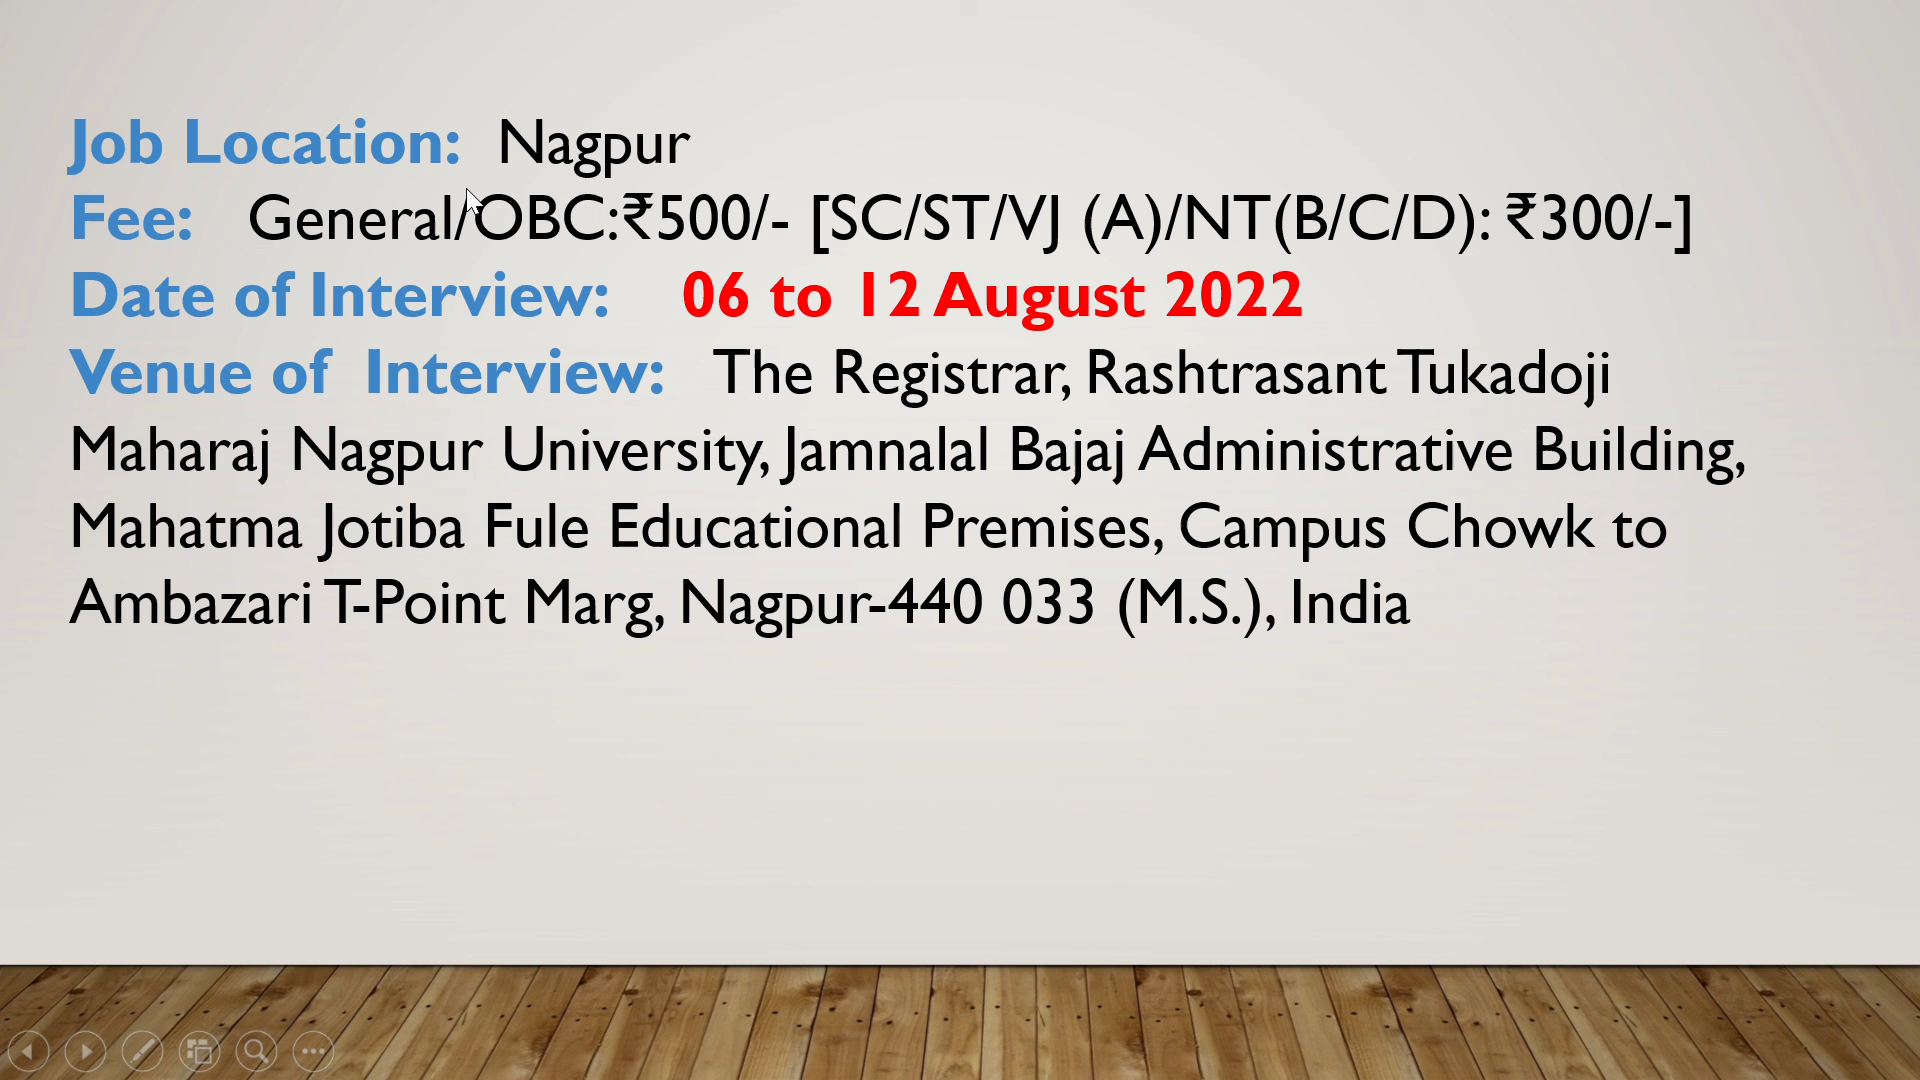 Job Location: Nagpur
Fee: General/OBC:₹500/- [SC/ST/VJ (A)/NT(B/C/D): ₹300/-]
Date of Interview: 06 to 12 August 2022
Venue of Interview: The Registrar, Rashtrasant Tukadoji
Maharaj Nagpur University, Jamnalal Bajaj Administrative Building,
Mahatma Jotiba Fule Educational Premises, Campus Chowk to
Ambazari T-Point Marg, Nagpur-440 033 (M.S.), India